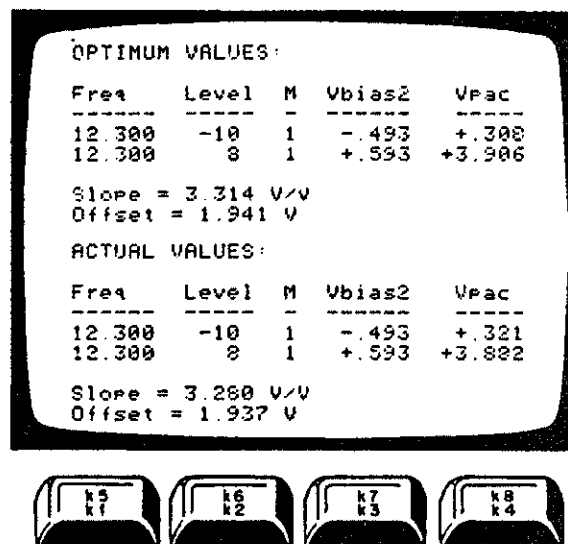 OPTIMUM VALUES:
Freq Level M Vbias2 Vpac
------ ----- - ------ -----
12.300 -10 1 -.493 +.308
12.300 8 1 +.593 +3.906
Slope = 3.314 V/V
Offset = 1.941 V
ACTUAL VALUES:
Freq Level M Vbias2 Vpac
------ ----- - ------ -----
12.300 -10 1 -.493 +.321
12.300 8 1 +.593 +3.882
Slope = 3.280 V/V
Offset = 1.937 V
k5 k6 k7 k8
k1 k2 k3 k4